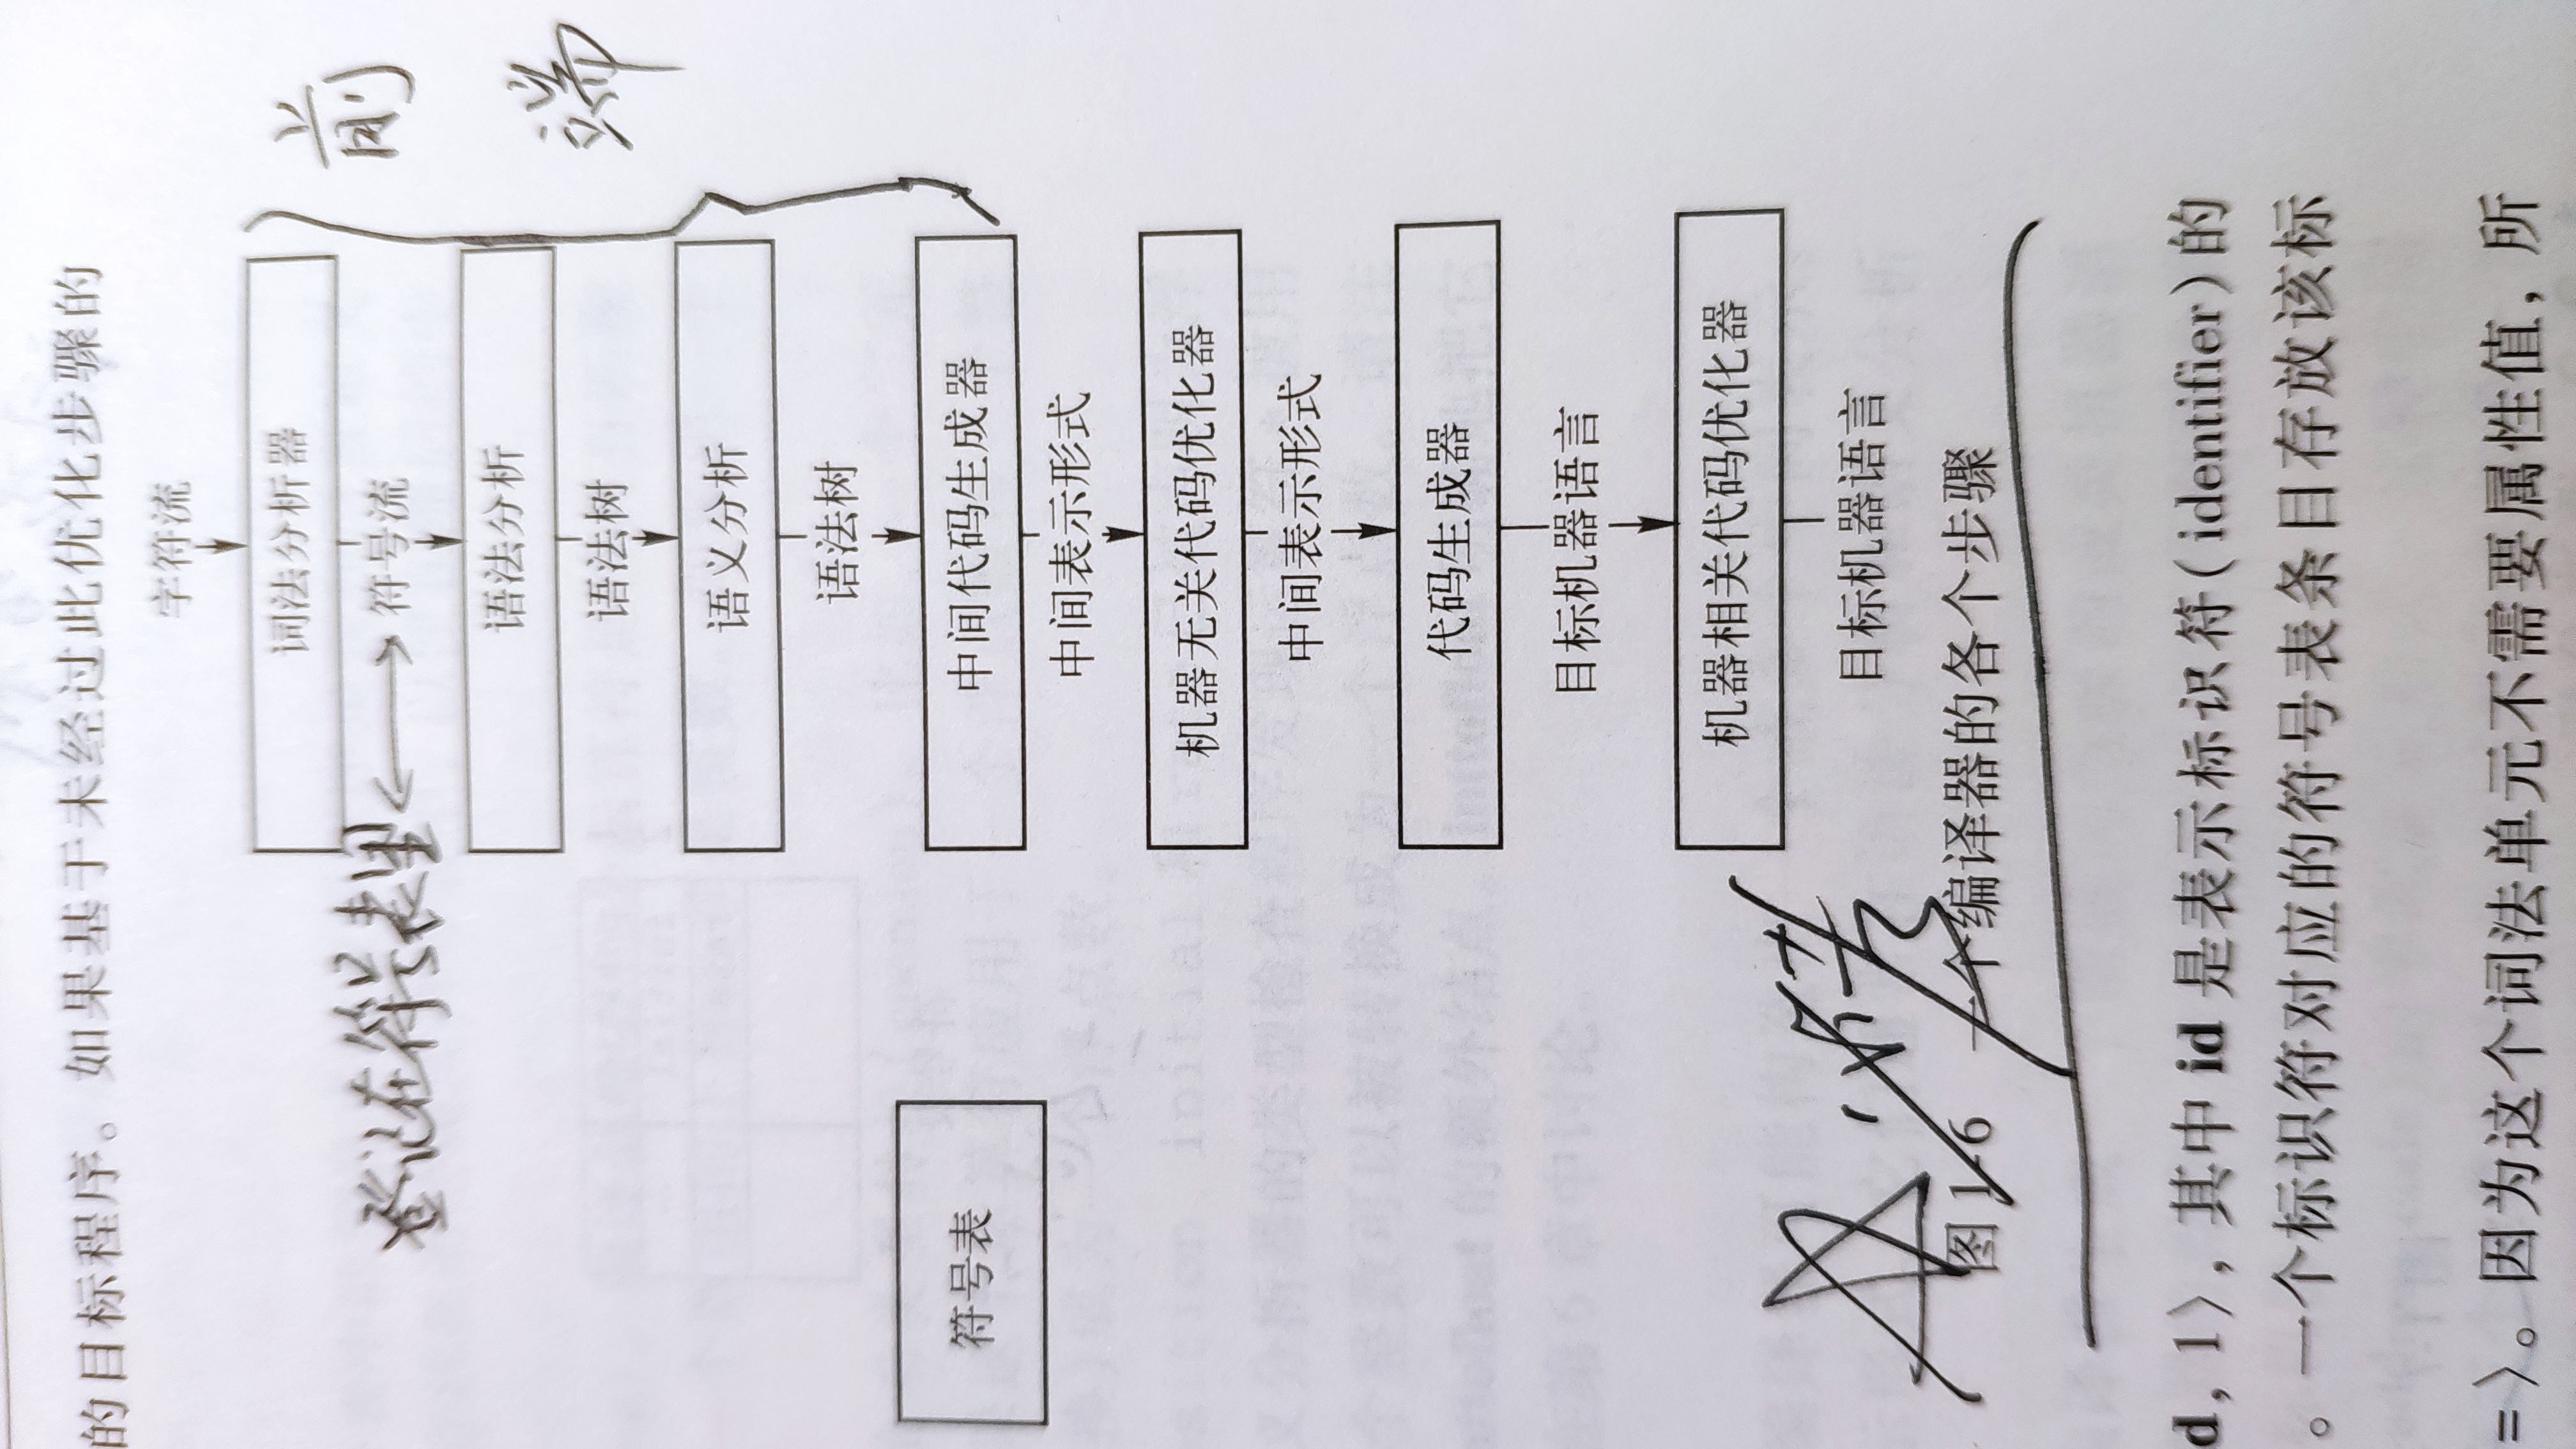 的目标程序。如果基于未经过此优化步骤的
字符流
词法分析器
登记在符号表里
符号流
前端
语法分析
语法树
语义分析
语法树
符号表
中间代码生成器
中间表示形式
机器无关代码优化器
中间表示形式
代码生成器
目标机器语言
机器相关代码优化器
目标机器语言
必考
图1-6 一个编译器的各个步骤
d, 1〉, 其中 id 是表示标识符(identifier)的
。一个标识符对应的符号表条目存放该标
=〉。因为这个词法单元不需要属性值, 所